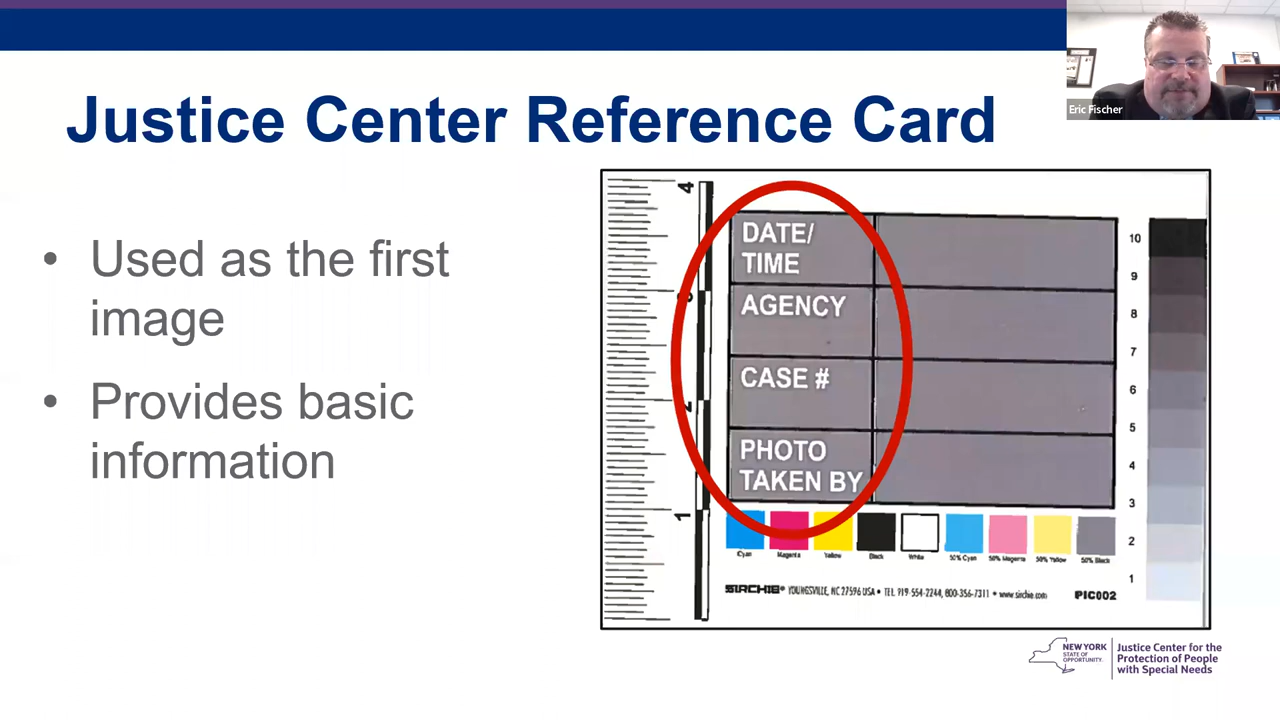 Justice Center Reference Card
Eric Fischer
• Used as the first
image
• Provides basic
information
4
3
2
1
DATE/
TIME
AGENCY
CASE #
PHOTO
TAKEN BY
10
9
8
7
6
5
4
3
2
1
Cyan
Magenta
Yellow
Black
White
50% Cyan
50% Magenta
50% Yellow
50% Black
SIRCHIE® YOUNGSVILLE, NC 27596 USA • TEL 919-554-2244, 800-356-7311 • www.sirchie.com
PIC002
NEW YORK
STATE OF
OPPORTUNITY.
Justice Center for the
Protection of People
with Special Needs